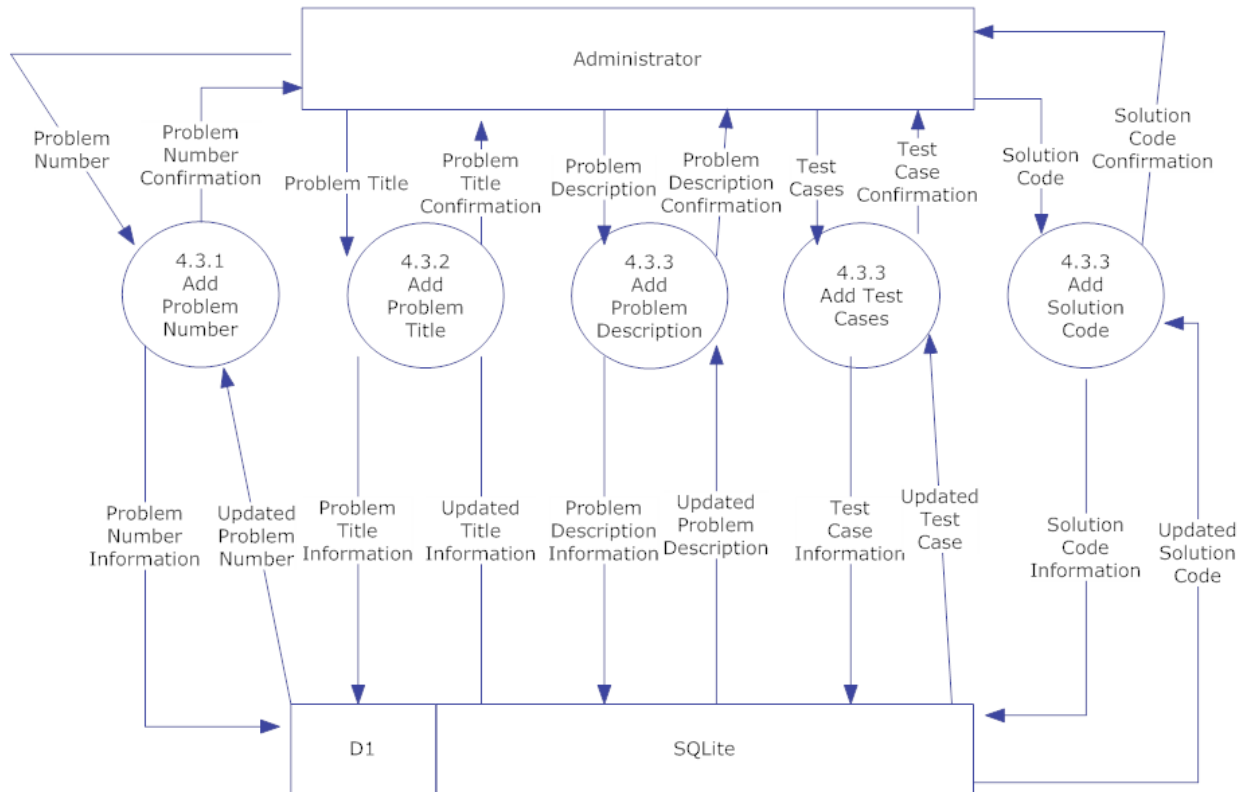 Administrator
Problem
Number
Problem
Number
Confirmation
Problem Title
Problem
Title
Confirmation
Problem
Description
Problem
Description
Confirmation
Test
Cases
Test
Case
Confirmation
Solution
Code
Solution
Code
Confirmation
4.3.1
Add
Problem
Number
4.3.2
Add
Problem
Title
4.3.3
Add
Problem
Description
4.3.3
Add Test
Cases
4.3.3
Add
Solution
Code
Problem
Number
Information
Updated
Problem
Number
Problem
Title
Information
Updated
Title
Information
Problem
Description
Information
Updated
Problem
Description
Test
Case
Information
Updated
Test
Case
Solution
Code
Information
Updated
Solution
Code
D1
SQLite